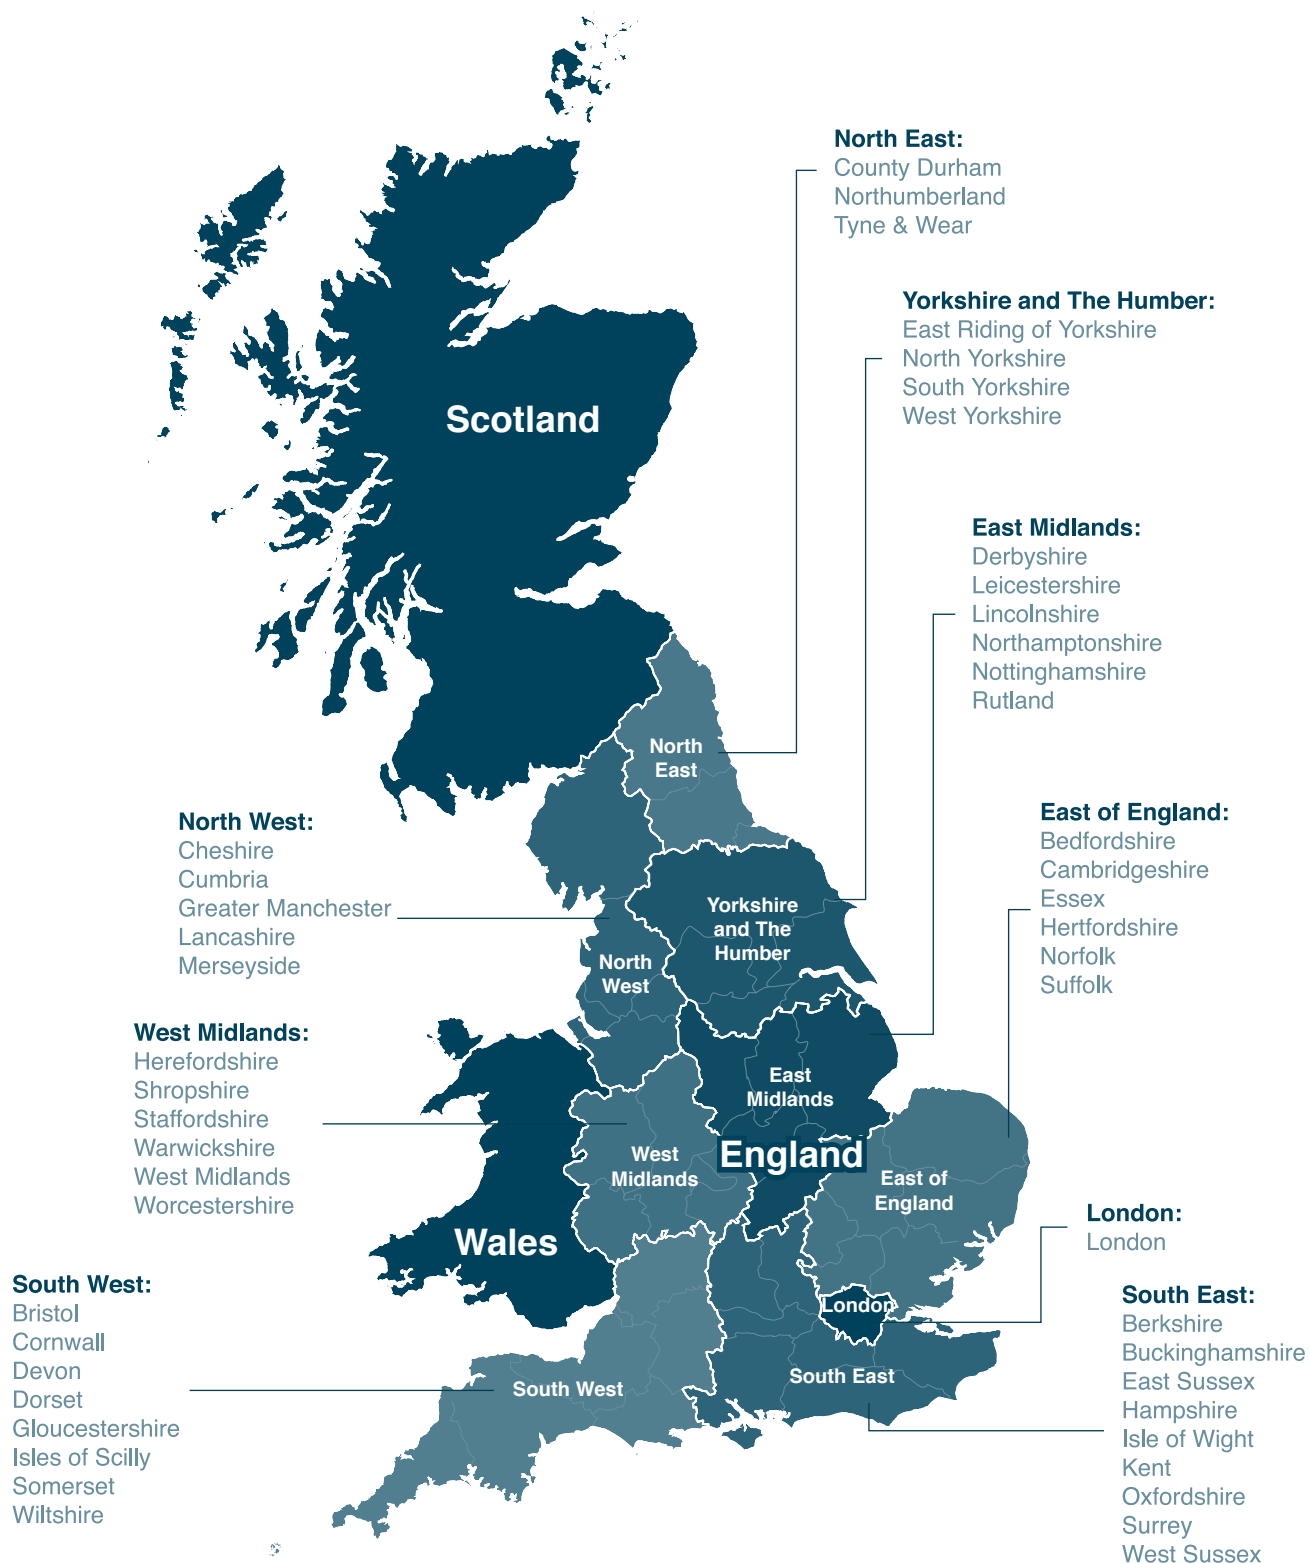 North East:
County Durham
Northumberland
Tyne & Wear
Yorkshire and The Humber:
East Riding of Yorkshire
North Yorkshire
South Yorkshire
West Yorkshire
Scotland
East Midlands:
Derbyshire
Leicestershire
Lincolnshire
Northamptonshire
Nottinghamshire
Rutland
North
East
North West:
Cheshire
Cumbria
Greater Manchester
Lancashire
Merseyside
East of England:
Bedfordshire
Cambridgeshire
Essex
Hertfordshire
Norfolk
Suffolk
Yorkshire
and The
Humber
North
West
West Midlands:
Herefordshire
Shropshire
Staffordshire
Warwickshire
West Midlands
Worcestershire
East
Midlands
England
West
Midlands
East of
England
Wales
London:
London
South West:
Bristol
Cornwall
Devon
Dorset
Gloucestershire
Isles of Scilly
Somerset
Wiltshire
London
South East
South West
South East:
Berkshire
Buckinghamshire
East Sussex
Hampshire
Isle of Wight
Kent
Oxfordshire
Surrey
West Sussex